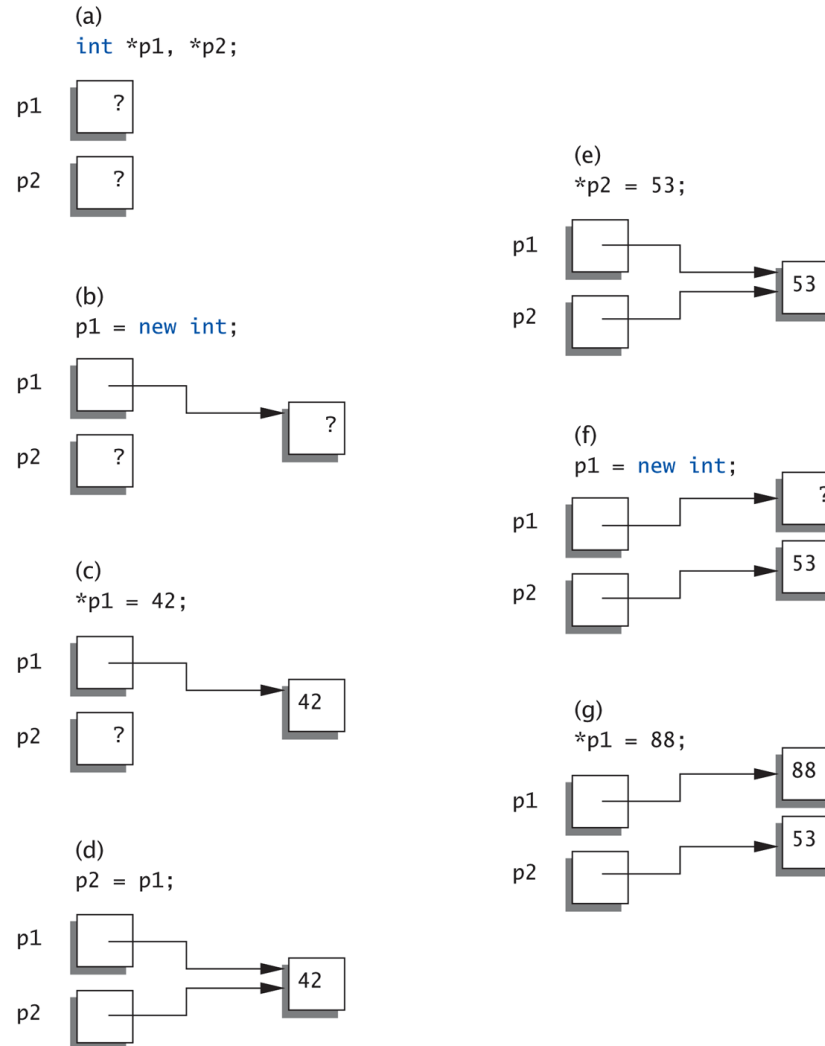 (a)
int *p1, *p2;
p1 ?
p2 ?
(b)
p1 = new int;
p1
?
p2 ?
(c)
*p1 = 42;
p1
42
p2 ?
(d)
p2 = p1;
p1
42
p2
(e)
*p2 = 53;
p1
53
p2
(f)
p1 = new int;
?
p1
53
p2
(g)
*p1 = 88;
88
p1
53
p2